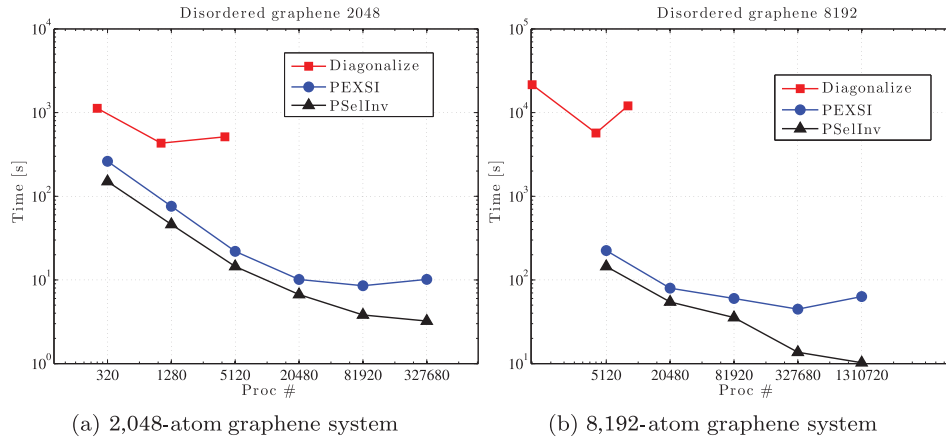 Disordered graphene 2048
Time [s]
10^5
10^4
10^3
10^2
10^1
10^0
Diagonalize
PEXSI
PSelInv
320 1280 5120 20480 81920 327680
Proc #
(a) 2,048-atom graphene system
Disordered graphene 8192
Time [s]
10^5
10^4
10^3
10^2
10^1
Diagonalize
PEXSI
PSelInv
5120 20480 81920 327680 1310720
Proc #
(b) 8,192-atom graphene system